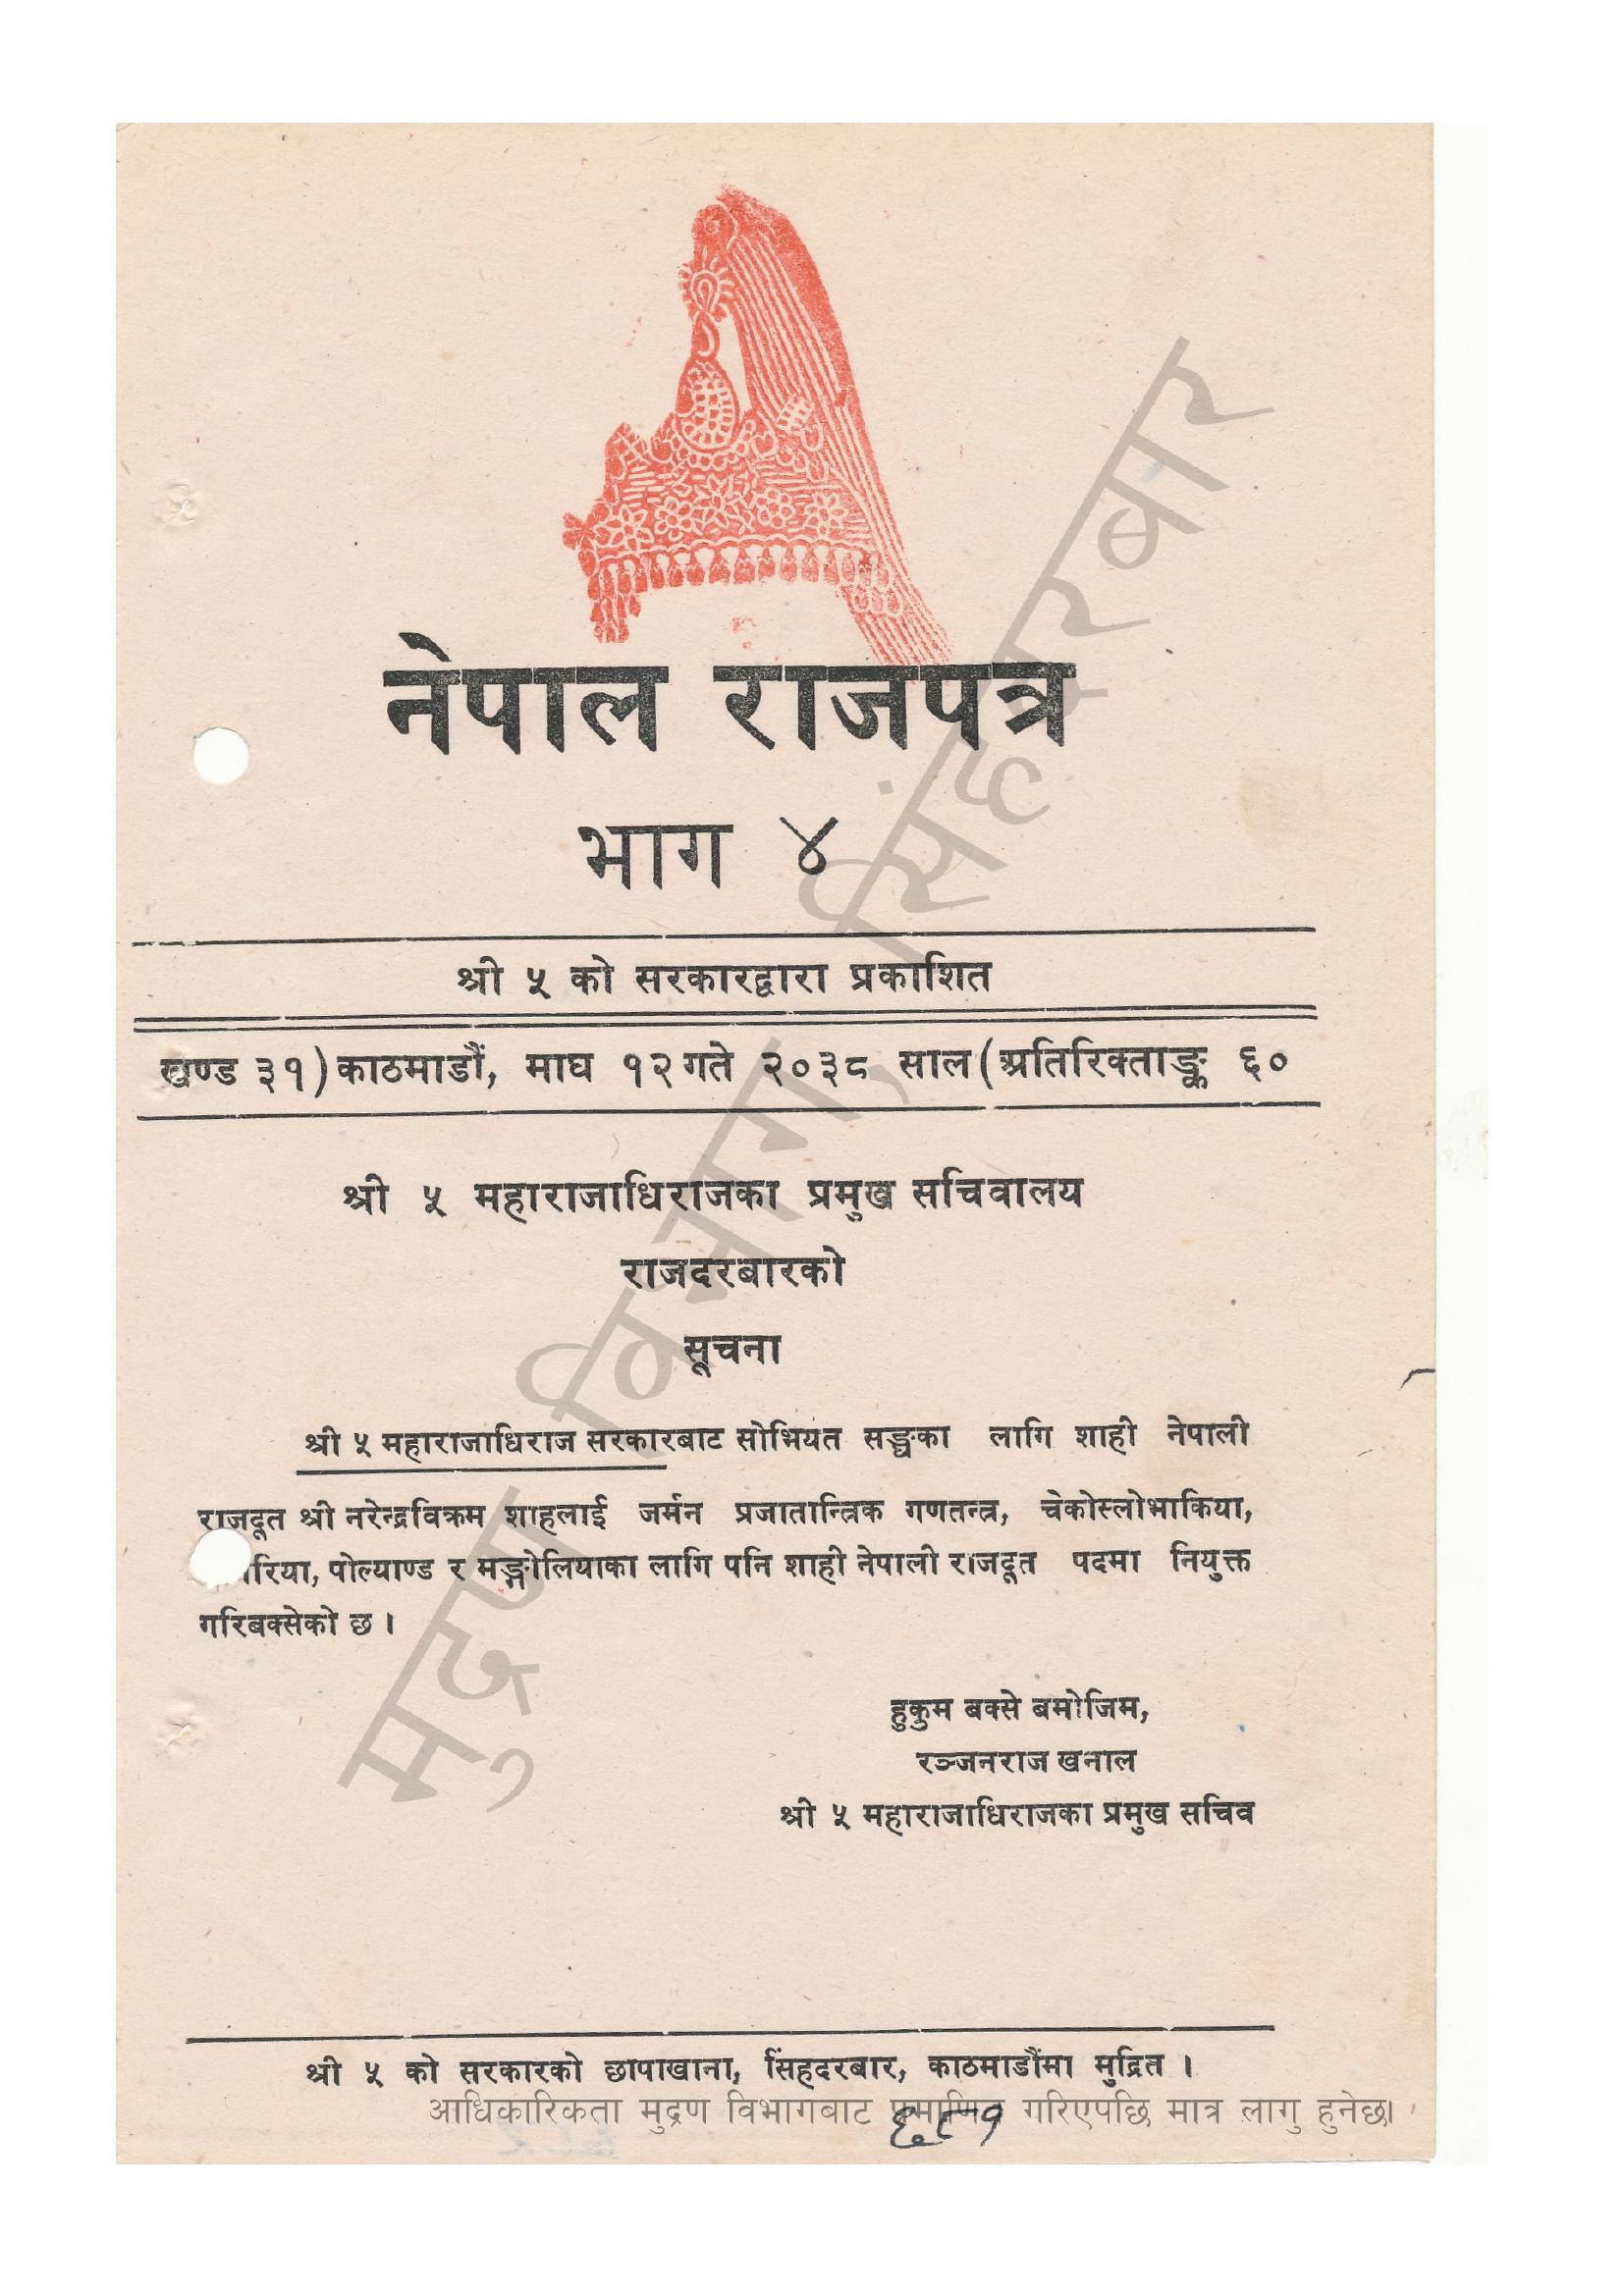 नेपाल राजपत्र
भाग ४
श्री ५ को सरकारद्वारा प्रकाशित
खण्ड ३१) काठमाडौं, माघ १२ गते २०३८ साल (अतिरिक्ताङ्क ६०
श्री ५ महाराजाधिराजका प्रमुख सचिवालय
राजदरबारको
सूचना
श्री ५ महाराजाधिराज सरकारबाट सोभियत सङ्घका लागि शाही नेपाली
राजदूत श्री नरेन्द्रविक्रम शाहलाई जर्मन प्रजातान्त्रिक गणतन्त्र, चेकोस्लोभाकिया,
पोल्याण्ड र मङ्गोलियाका लागि पनि शाही नेपाली राजदूत पदमा नियुक्त
गरिबक्सेको छ ।
हुकुम बक्से बमोजिम,
रञ्जनराज खनाल
श्री ५ महाराजाधिराजका प्रमुख सचिव
श्री ५ को सरकारको छापाखाना, सिंहदरबार, काठमाडौंमा मुद्रित ।
आधिकारिकता मुद्रण विभागबाट प्रमाणित गरिएपछि मात्र लागु हुनेछ।
६८१
मुद्रण विभाग, सिंहदरबार